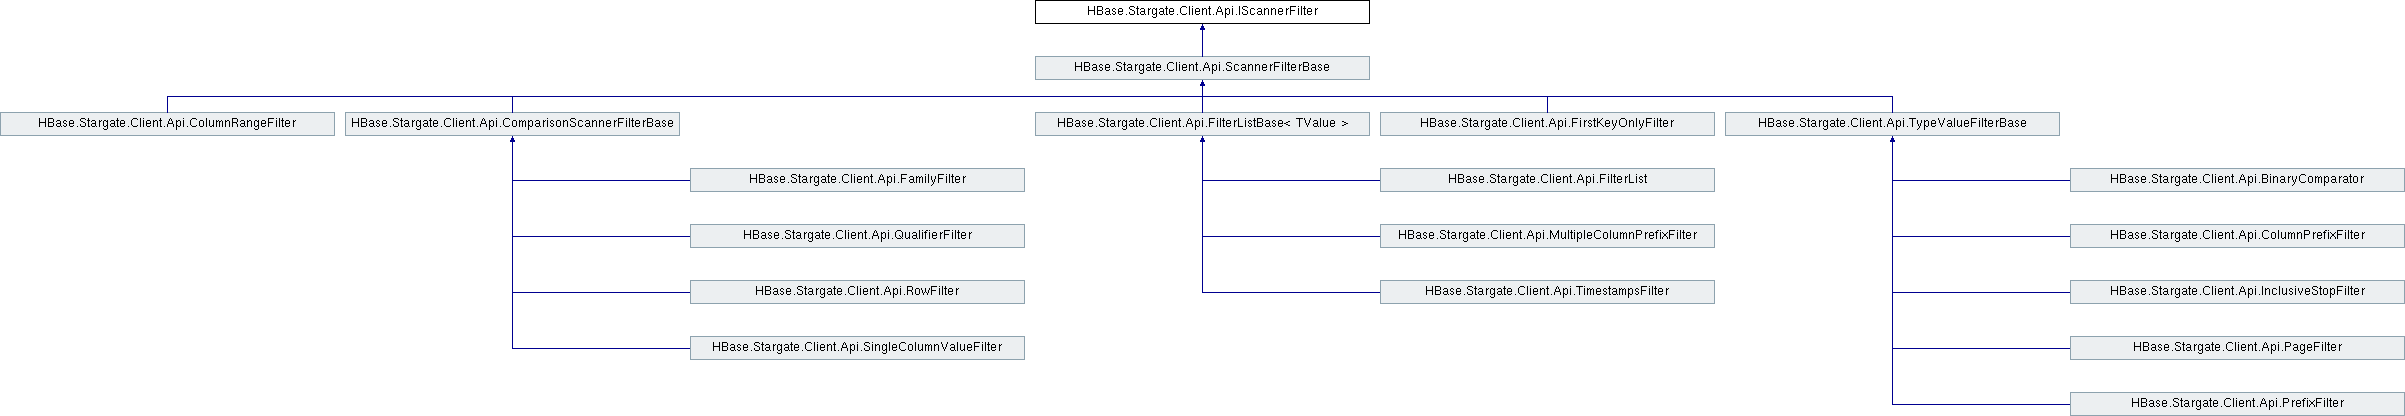 HBase.Stargate.Client.Api.IScannerFilter
HBase.Stargate.Client.Api.ScannerFilterBase
HBase.Stargate.Client.Api.ColumnRangeFilter
HBase.Stargate.Client.Api.ComparisonScannerFilterBase
HBase.Stargate.Client.Api.FilterListBase< TValue >
HBase.Stargate.Client.Api.FirstKeyOnlyFilter
HBase.Stargate.Client.Api.TypeValueFilterBase
HBase.Stargate.Client.Api.FamilyFilter
HBase.Stargate.Client.Api.FilterList
HBase.Stargate.Client.Api.BinaryComparator
HBase.Stargate.Client.Api.QualifierFilter
HBase.Stargate.Client.Api.MultipleColumnPrefixFilter
HBase.Stargate.Client.Api.ColumnPrefixFilter
HBase.Stargate.Client.Api.RowFilter
HBase.Stargate.Client.Api.TimestampsFilter
HBase.Stargate.Client.Api.InclusiveStopFilter
HBase.Stargate.Client.Api.SingleColumnValueFilter
HBase.Stargate.Client.Api.PageFilter
HBase.Stargate.Client.Api.PrefixFilter